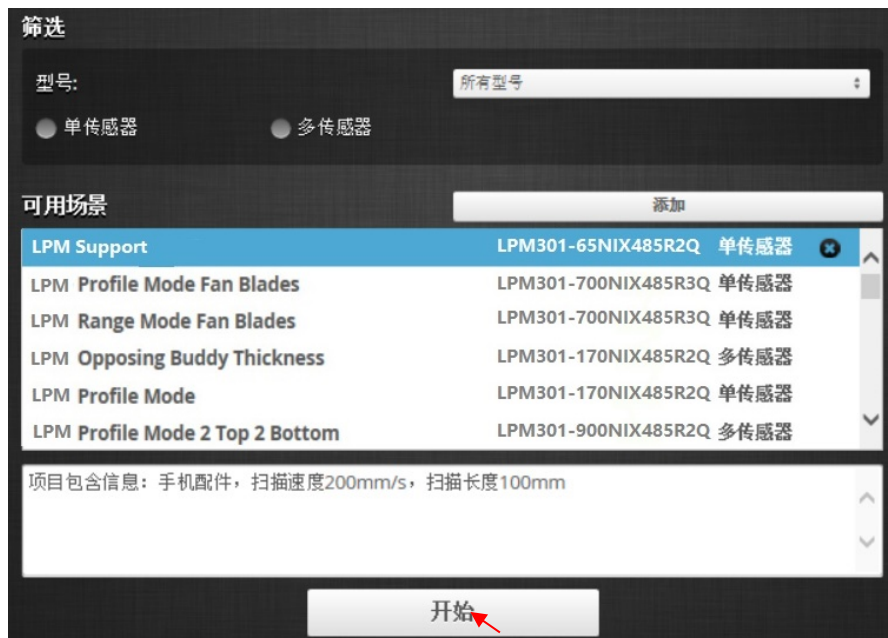 筛选
型号: 所有型号
单传感器 多传感器
可用场景 添加
LPM Support LPM301-65NIX485R2Q 单传感器
LPM Profile Mode Fan Blades LPM301-700NIX485R3Q 单传感器
LPM Range Mode Fan Blades LPM301-700NIX485R3Q 单传感器
LPM Opposing Buddy Thickness LPM301-170NIX485R2Q 多传感器
LPM Profile Mode LPM301-170NIX485R2Q 单传感器
LPM Profile Mode 2 Top 2 Bottom LPM301-900NIX485R2Q 多传感器
项目包含信息：手机配件，扫描速度200mm/s，扫描长度100mm
开始